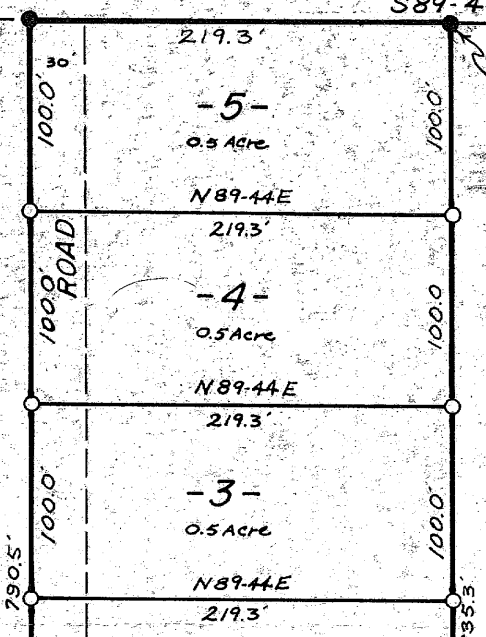 S89-4
219.3'
30'
100.0'
-5-
0.5 Acre
100.0'
N89-44E
219.3'
ROAD
100.0'
-4-
0.5 Acre
100.0
N89-44E
219.3'
100.0'
-3-
0.5 Acre
100.0'
N89-44E
219.3'
790.5'
35.3'